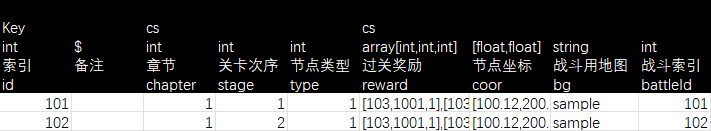 Key cs cs
int $ int int int array[int,int,int] [float,float] string int
索引 备注 章节 关卡次序 节点类型 过关奖励 节点坐标 战斗用地图 战斗索引
id chapter stage type reward coor bg battleId
101 1 1 1 [103,1001,1],[103 [100.12,200. sample 101
102 1 2 1 [103,1001,1],[103 [100.12,200. sample 102